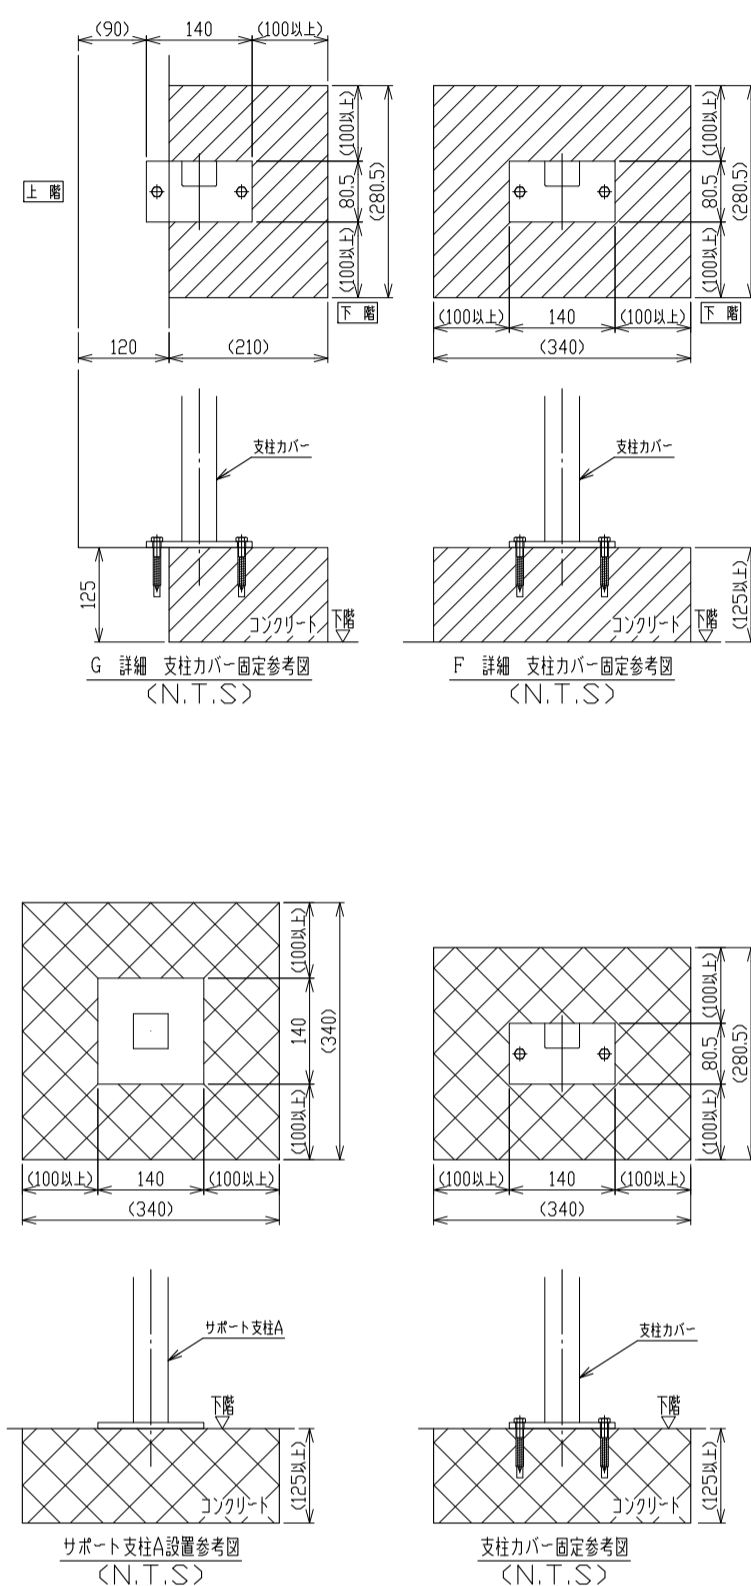 (90)
140
(100以上)
上 階
(100以上)
80.5
(100以上)
(280.5)
下 階
120
(210)
(100以上)
80.5
(100以上)
(280.5)
下 階
(100以上)
140
(100以上)
(340)
支柱カバー
125
コンクリート
下階
G 詳細 支柱カバー固定参考図
(N.T.S)
支柱カバー
コンクリート
下階
(125以上)
F 詳細 支柱カバー固定参考図
(N.T.S)
(100以上)
140
(100以上)
(340)
(100以上)
140
(100以上)
(340)
(100以上)
80.5
(100以上)
(280.5)
(100以上)
140
(100以上)
(340)
サポート支柱A
下階
コンクリート
(125以上)
サポート支柱A設置参考図
(N.T.S)
支柱カバー
下階
コンクリート
(125以上)
支柱カバー固定参考図
(N.T.S)